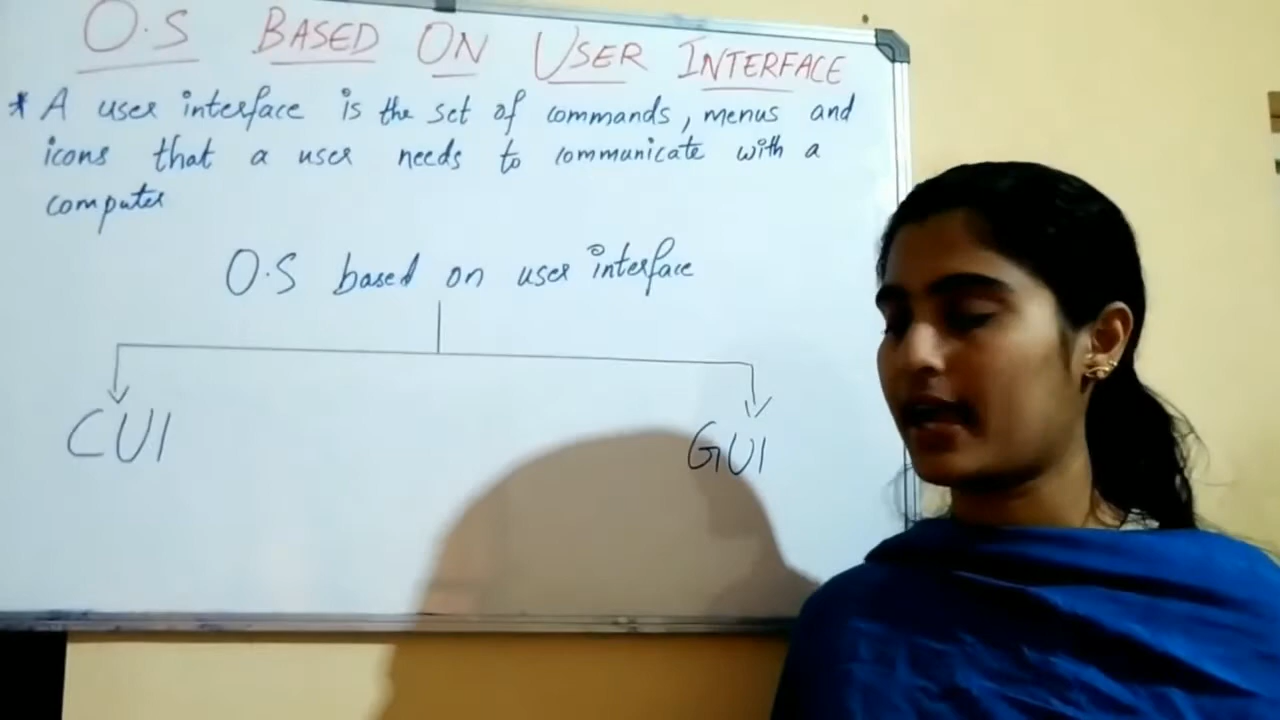 O.S BASED ON USER INTERFACE
* A user interface is the set of commands, menus and
icons that a user needs to communicate with a
computer
O.S based on user interface
CUI
GUI